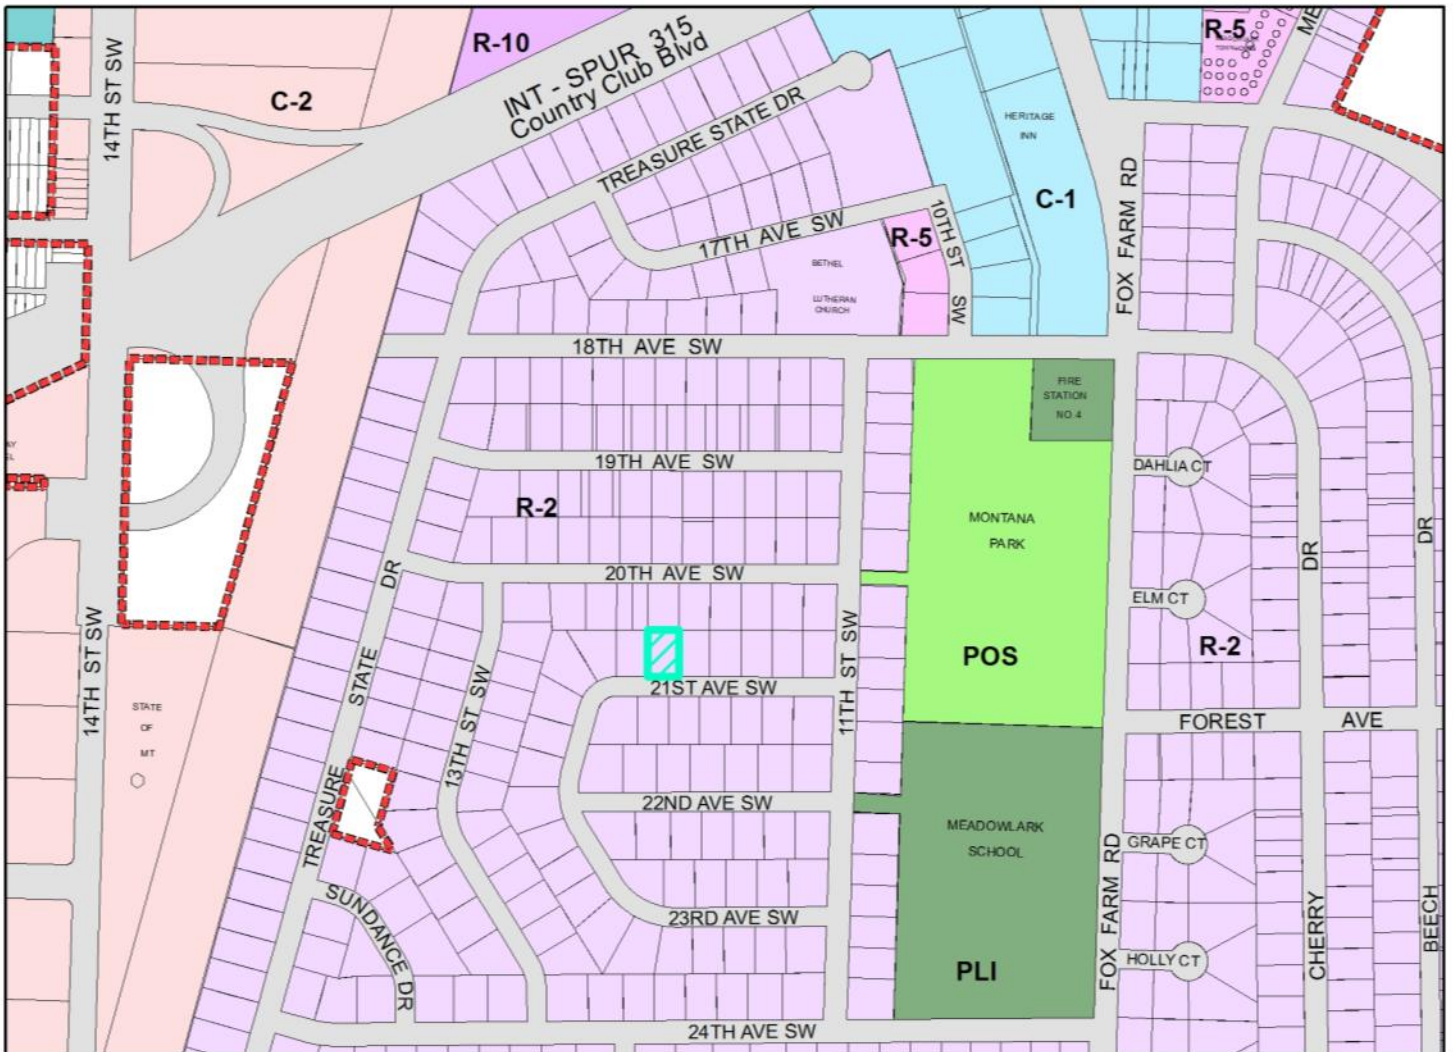 R-10
R-5
ME
14TH ST SW
C-2
INT - SPUR 315
Country Club Blvd
TREASURE STATE DR
HERITAGE
INN
C-1
FOX FARM RD
17TH AVE SW
R-5
10TH ST
SW
BETHEL
LUTHERAN
CHURCH
18TH AVE SW
FIRE
STATION
NO.4
19TH AVE SW
DAHLIA CT
R-2
MONTANA
PARK
DR
DR
20TH AVE SW
DR
ELM CT
14TH ST SW
11TH ST SW
POS
R-2
STATE
13TH ST SW
21ST AVE SW
STATE
OF
MT
FOREST
AVE
TREASURE
22ND AVE SW
MEADOWLARK
SCHOOL
GRAPE CT
FOX FARM RD
SUNDANCE DR
23RD AVE SW
CHERRY
BEECH
HOLLY CT
PLI
24TH AVE SW